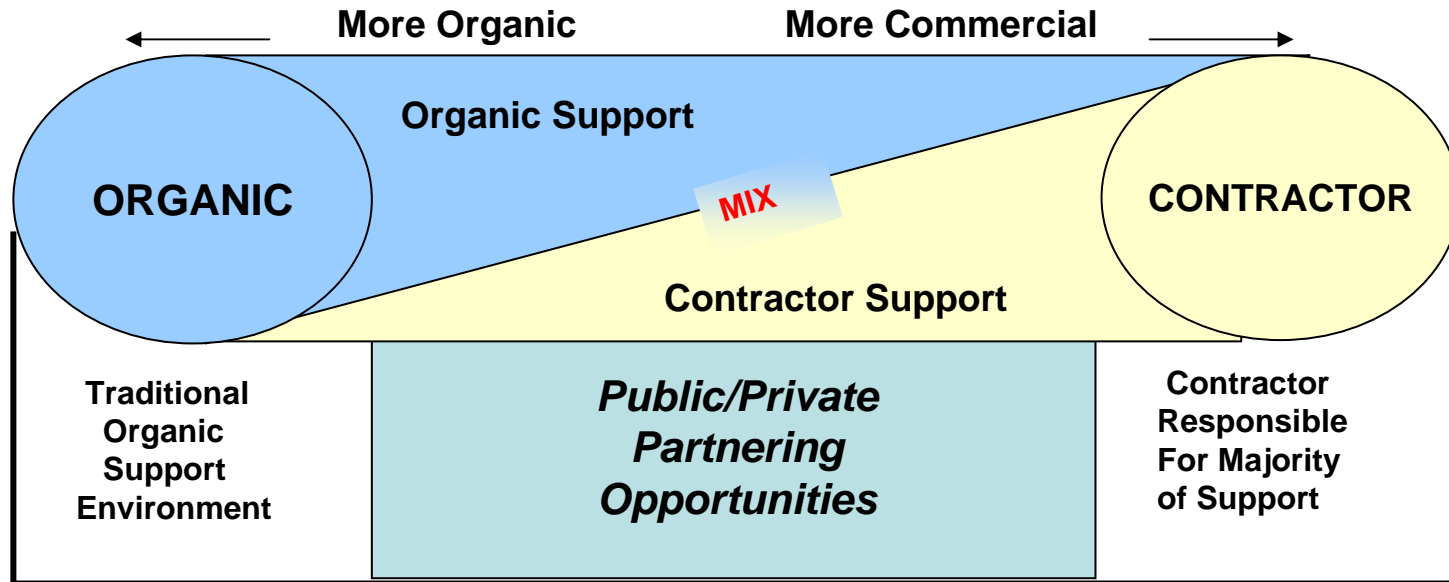 More Organic
More Commercial
Organic Support
ORGANIC
MIX
CONTRACTOR
Contractor Support
Traditional
Organic
Support
Environment
Public/Private
Partnering
Opportunities
Contractor
Responsible
For Majority
of Support